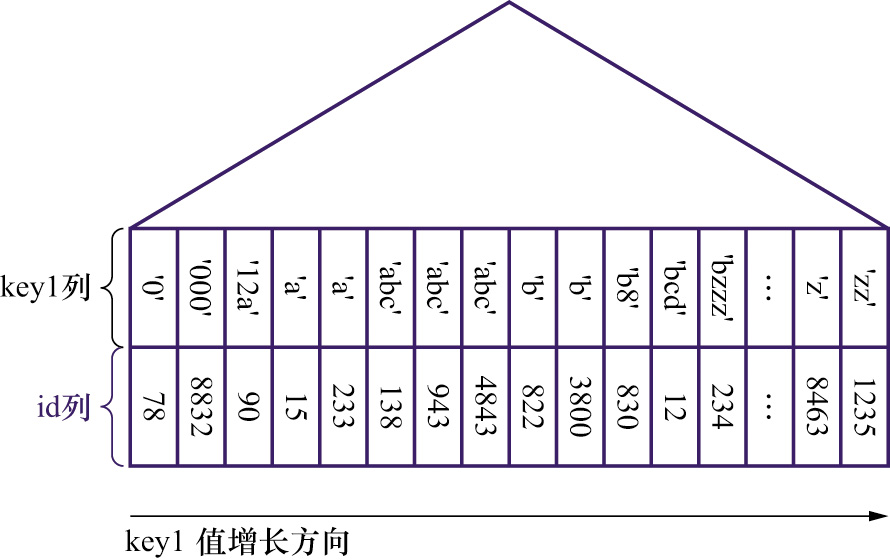 key1列
'0' '000' '12a' 'a' 'a' 'abc' 'abc' 'abc' 'b' 'b' 'b8' 'bcd' 'bzzz' … 'z' 'zz'
id列
78 8832 90 15 233 138 943 4843 822 3800 830 12 234 … 8463 1235
key1 值增长方向